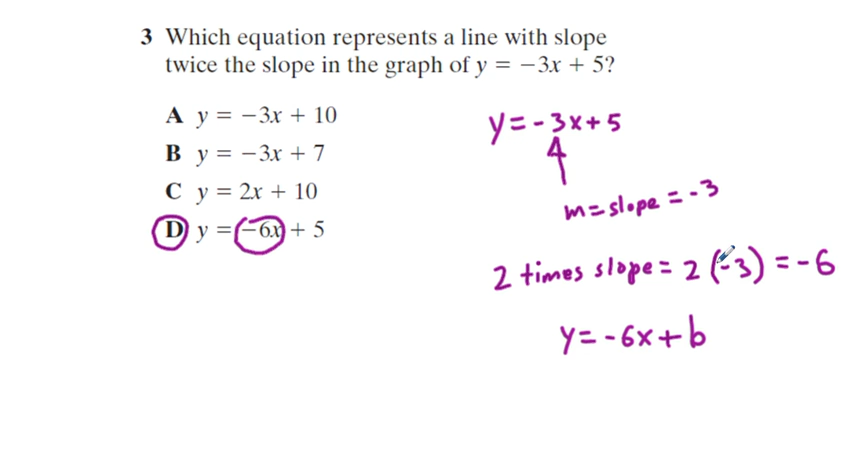 3 Which equation represents a line with slope
twice the slope in the graph of y = −3x + 5?
A y = −3x + 10
B y = −3x + 7
C y = 2x + 10
D y = −6x + 5
y = -3x + 5
m = slope = -3
2 times slope = 2 (-3) = -6
y = -6x + b